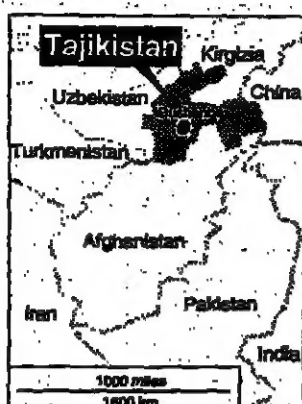 Tajikistan
Kirgizia
Uzbekistan
China
Turkmenistan
Afghanistan
Iran
Pakistan
India
1000 miles
1600 km